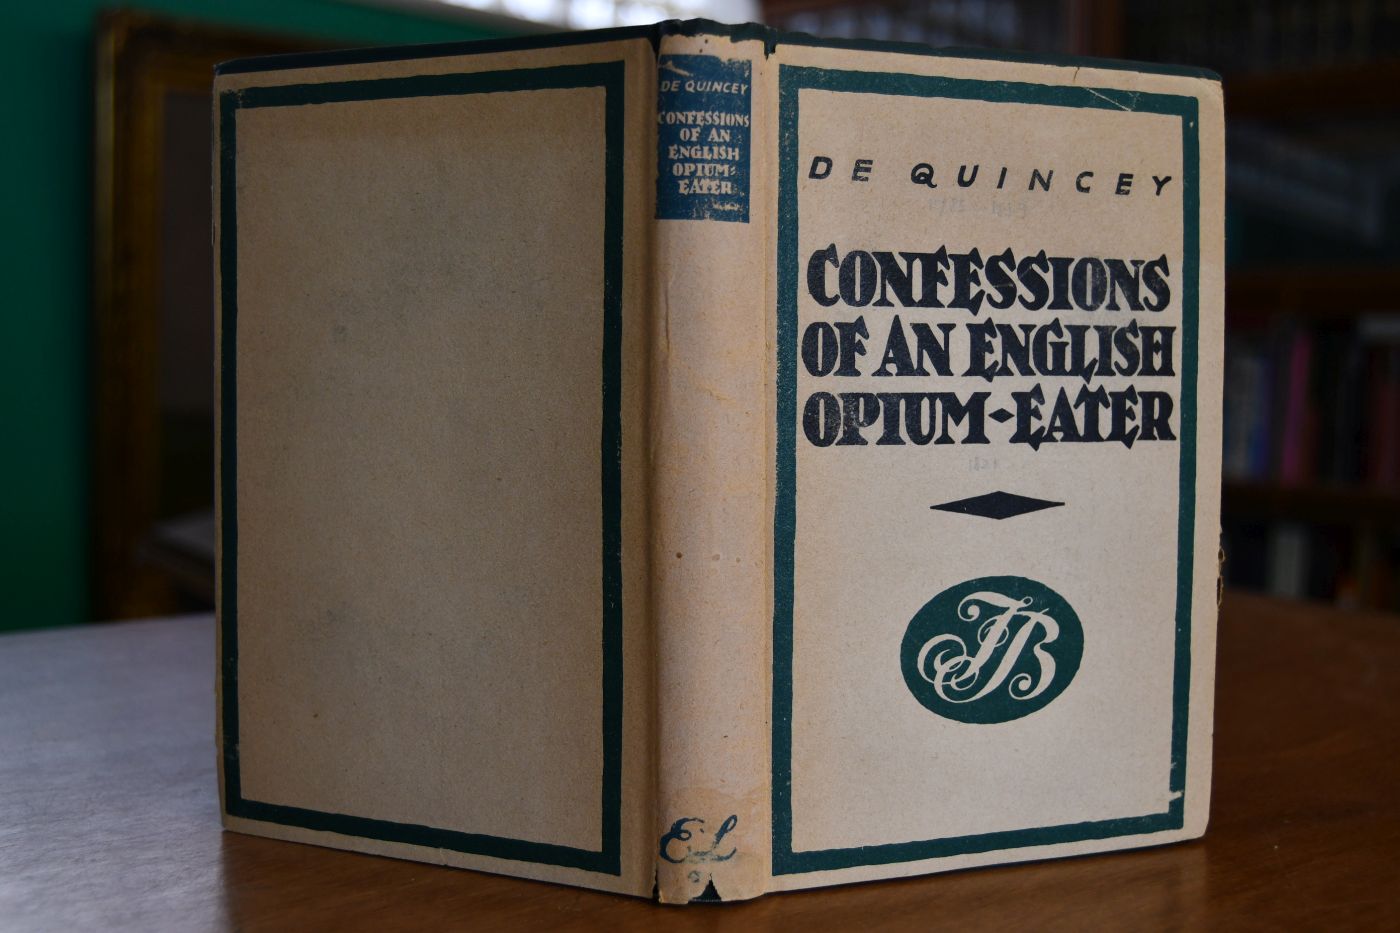 DE QUINCEY
CONFESSIONS
OF AN
ENGLISH
OPIUM-
EATER
EL
DE QUINCEY
CONFESSIONS
OF AN ENGLISH
OPIUM-EATER
JB